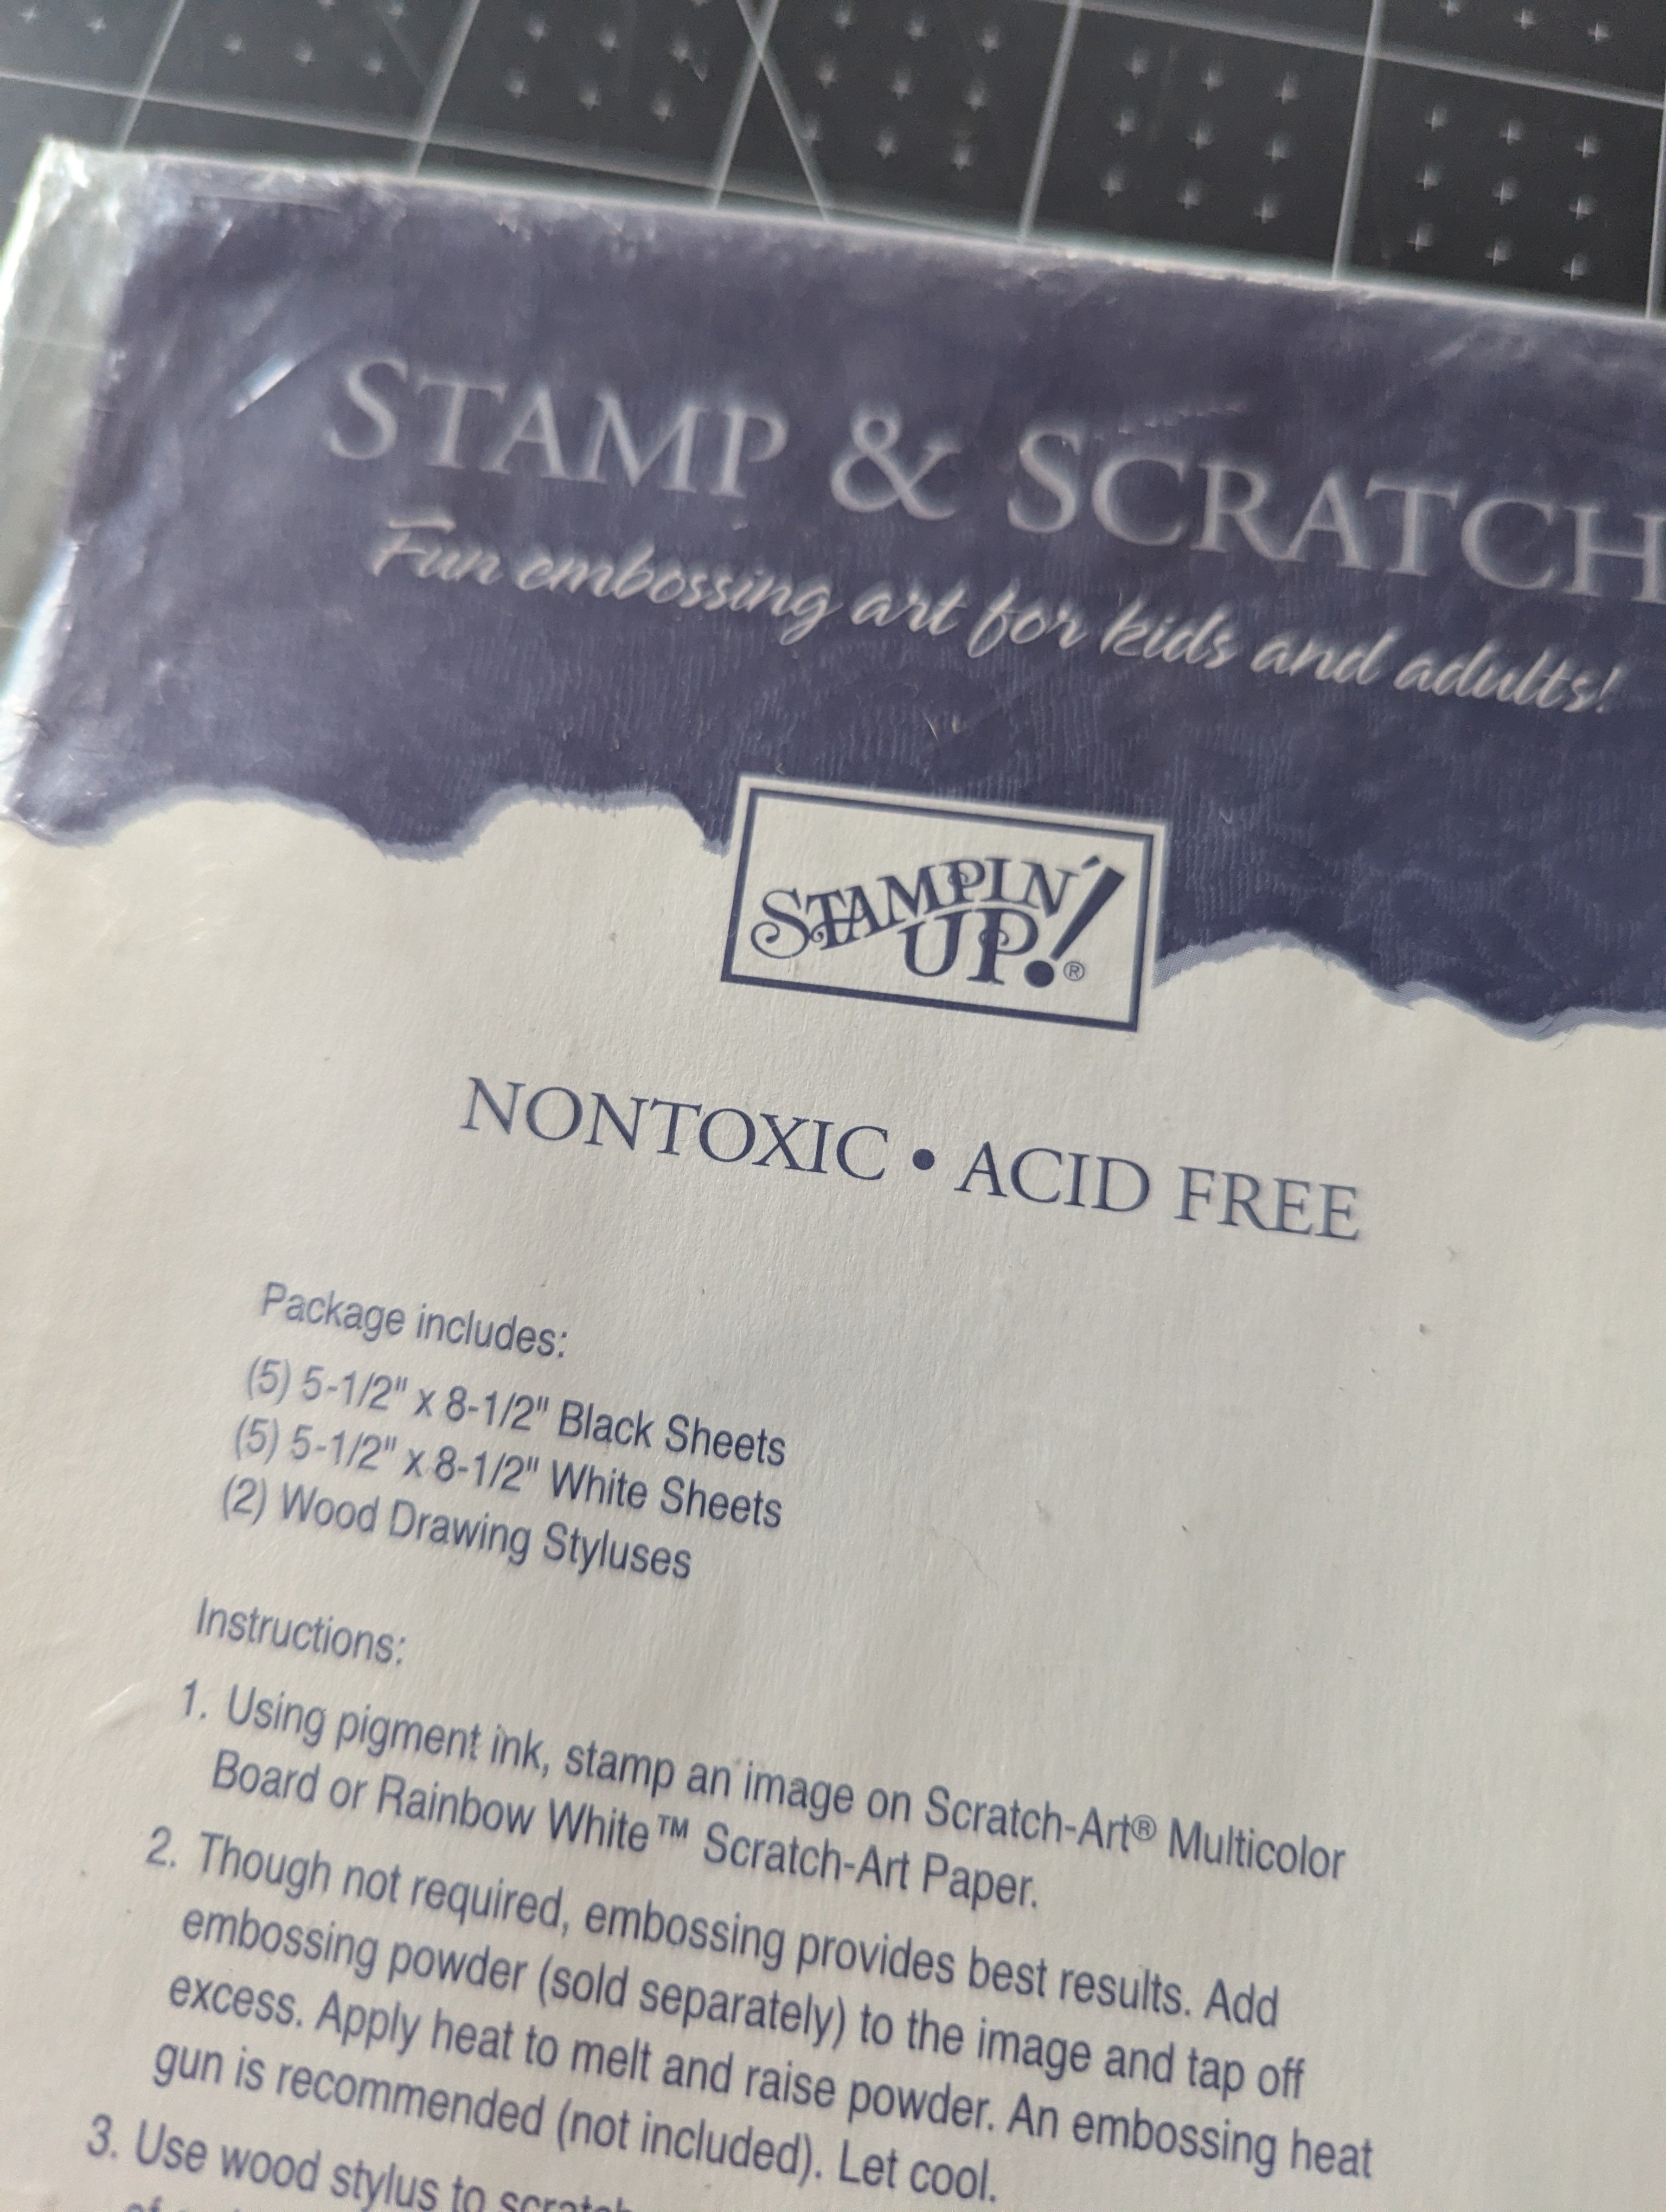 STAMP & SCRATCH
Fun embossing art for kids and adults!
STAMPIN'
UP!®
NONTOXIC • ACID FREE
Package includes:
(5) 5-1/2" x 8-1/2" Black Sheets
(5) 5-1/2" x 8-1/2" White Sheets
(2) Wood Drawing Styluses
Instructions:
1. Using pigment ink, stamp an image on Scratch-Art® Multicolor
Board or Rainbow White™ Scratch-Art Paper.
2. Though not required, embossing provides best results. Add
embossing powder (sold separately) to the image and tap off
excess. Apply heat to melt and raise powder. An embossing heat
gun is recommended (not included). Let cool.
3. Use wood stylus to